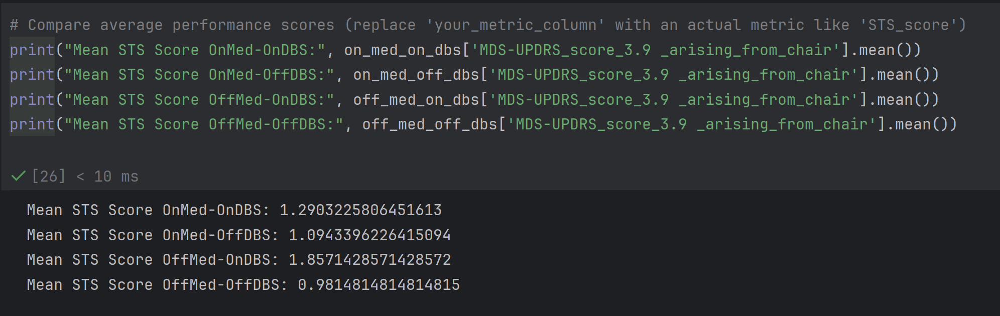 # Compare average performance scores (replace 'your_metric_column' with an actual metric like 'STS_score')
print("Mean STS Score OnMed-OnDBS:", on_med_on_dbs['MDS-UPDRS_score_3.9 _arising_from_chair'].mean())
print("Mean STS Score OnMed-OffDBS:", on_med_off_dbs['MDS-UPDRS_score_3.9 _arising_from_chair'].mean())
print("Mean STS Score OffMed-OnDBS:", off_med_on_dbs['MDS-UPDRS_score_3.9 _arising_from_chair'].mean())
print("Mean STS Score OffMed-OffDBS:", off_med_off_dbs['MDS-UPDRS_score_3.9 _arising_from_chair'].mean())
[26] < 10 ms
Mean STS Score OnMed-OnDBS: 1.2903225806451613
Mean STS Score OnMed-OffDBS: 1.0943396226415094
Mean STS Score OffMed-OnDBS: 1.8571428571428572
Mean STS Score OffMed-OffDBS: 0.9814814814814815